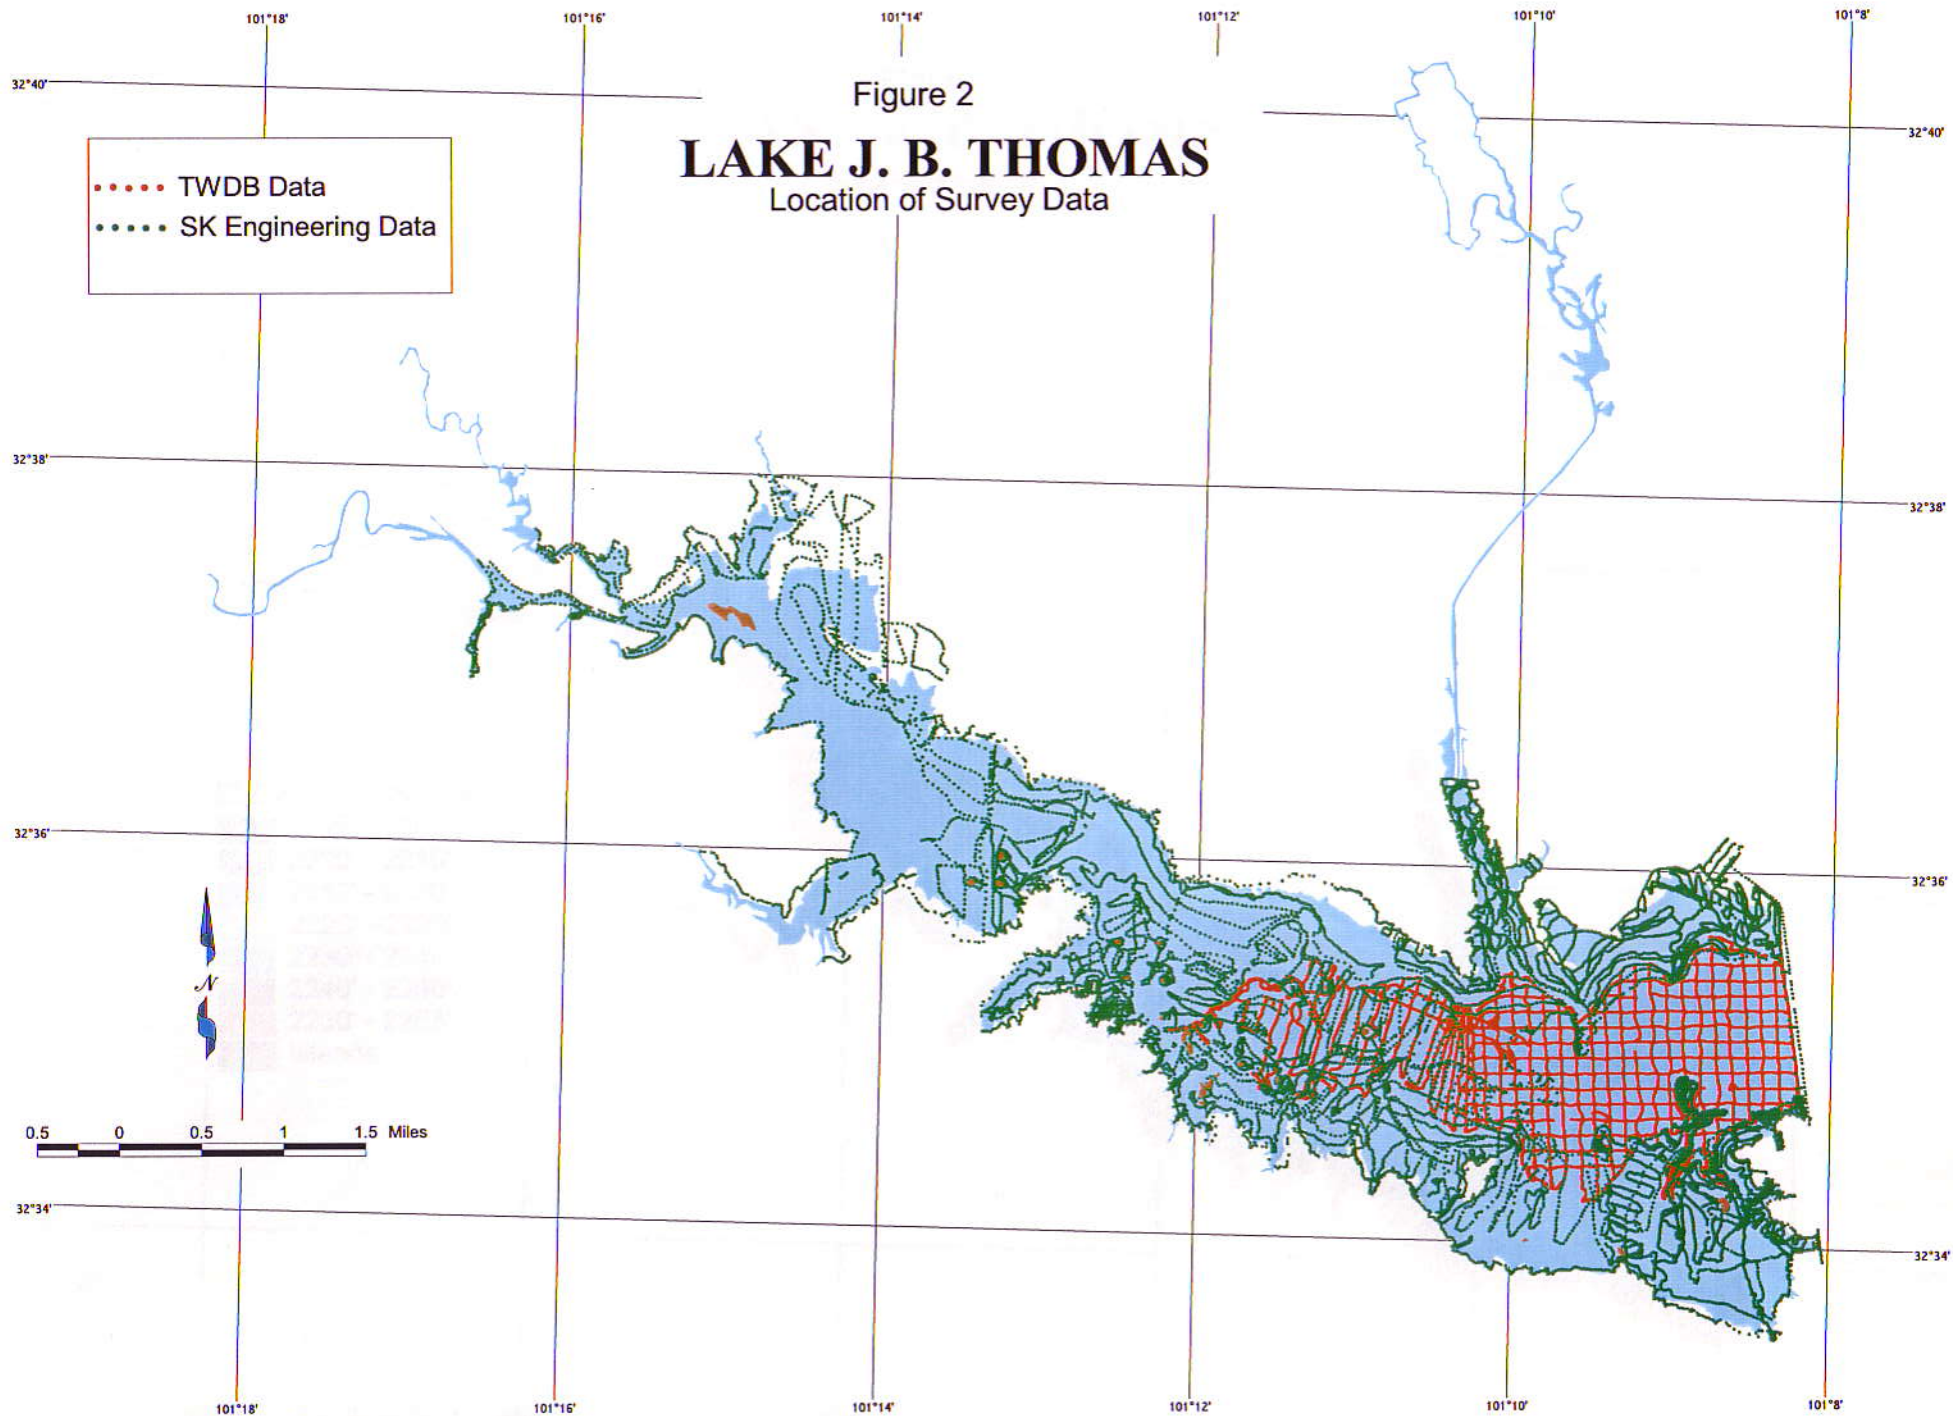 101°18' 101°16' 101°14' 101°12' 101°10' 101°8'
32°40'
Figure 2
LAKE J. B. THOMAS
Location of Survey Data
32°40'
TWDB Data
SK Engineering Data
32°38'
32°38'
32°36'
32°36'
N
0.5 0 0.5 1 1.5 Miles
32°34'
32°34'
101°18' 101°16' 101°14' 101°12' 101°10' 101°8'